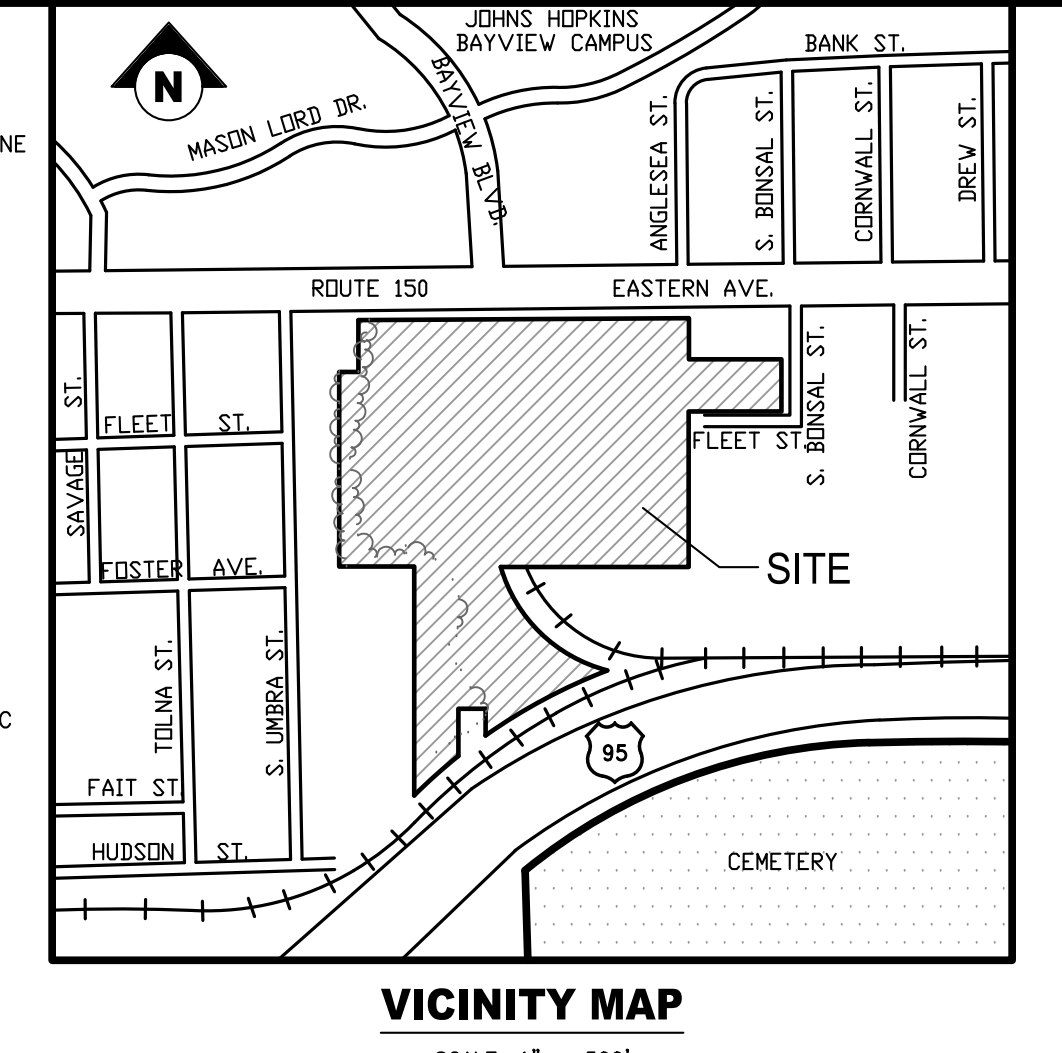 JOHNS HOPKINS
BAYVIEW CAMPUS
BANK ST.
N
MASON LORD DR.
BAYVIEW BLVD.
ANGLESEA ST.
S. BONSAL ST.
CORNWALL ST.
DREW ST.
NE
ROUTE 150
EASTERN AVE.
SAVAGE ST.
FLEET ST.
FLEET ST.
S. BONSAL ST.
CORNWALL ST.
FOSTER AVE.
SITE
TOLNA ST.
S. UMBRA ST.
C
95
FAIT ST.
HUDSON ST.
CEMETERY
VICINITY MAP